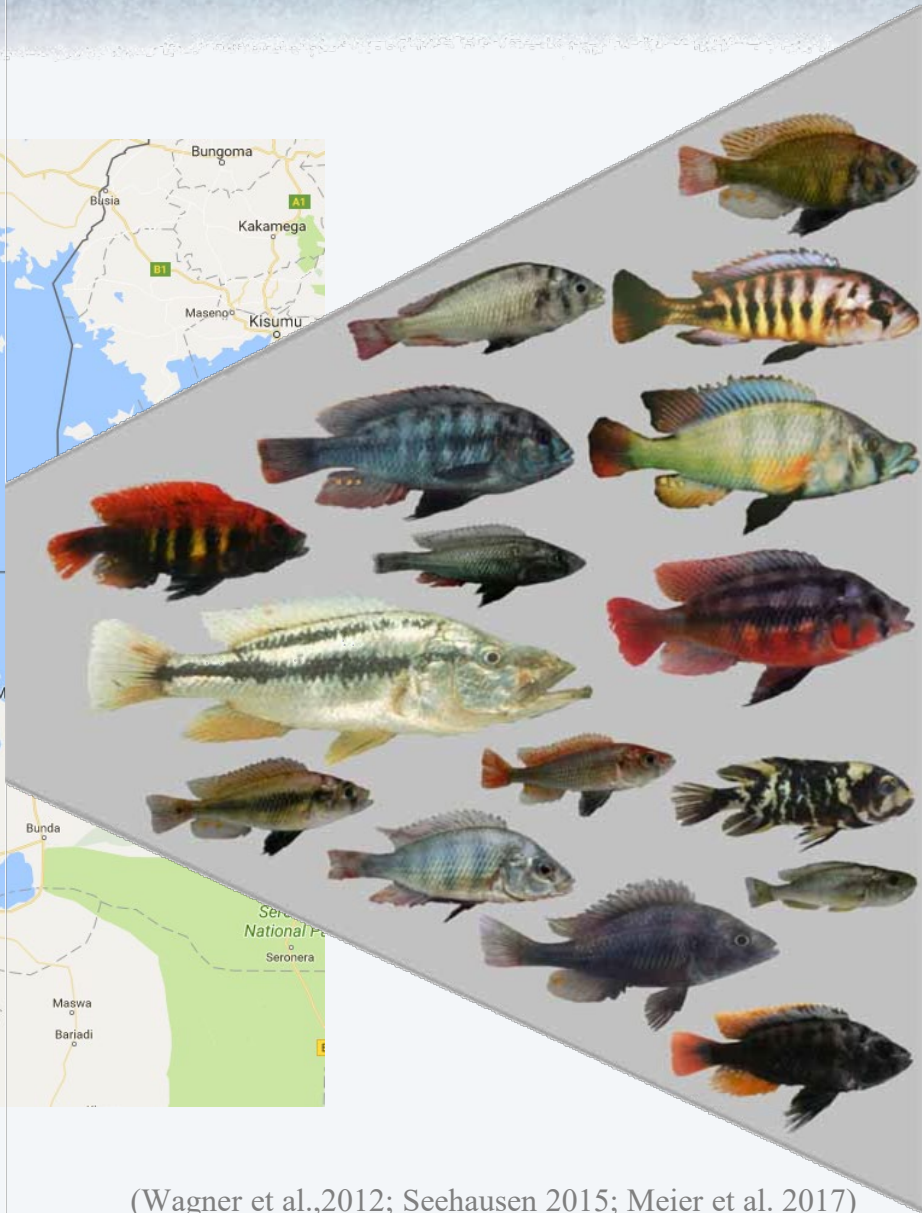 Bungoma
Busia
A1
Kakamega
B1
Maseno
Kisumu
Bunda
National
Seronera
Maswa
Bariadi
(Wagner et al.,2012; Seehausen 2015; Meier et al. 2017)